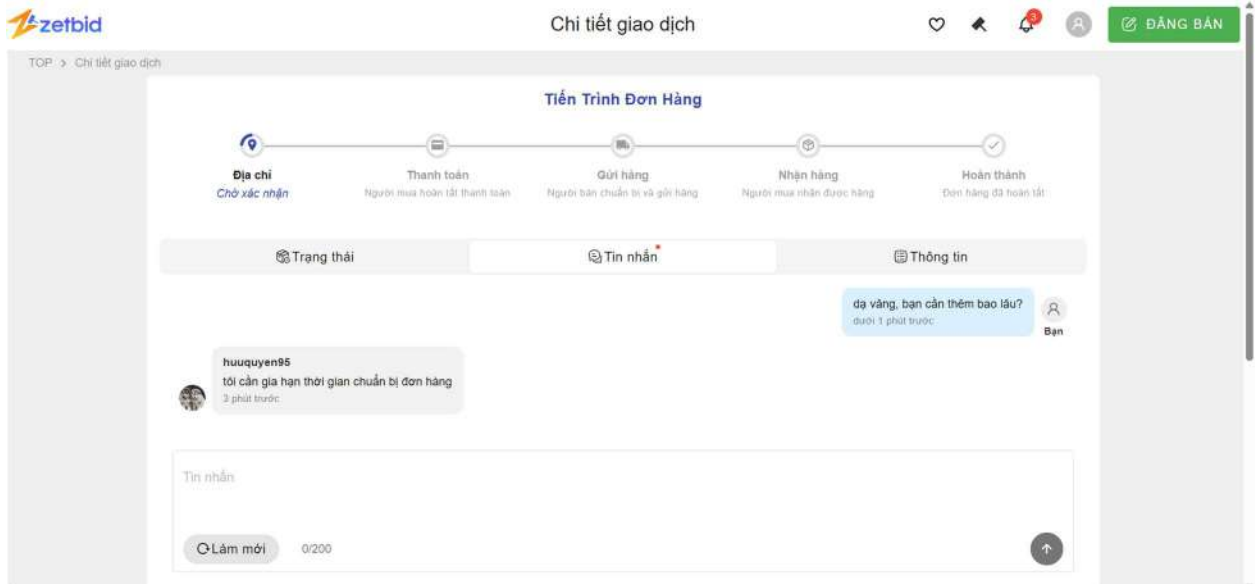 zetbid
Chi tiết giao dịch
3
ĐĂNG BÁN
TOP > Chi tiết giao dịch
Tiến Trình Đơn Hàng
Địa chỉ
Chờ xác nhận
Thanh toán
Người mua hoàn tất thanh toán
Gửi hàng
Người bán chuẩn bị và gửi hàng
Nhận hàng
Người mua nhận được hàng
Hoàn thành
Đơn hàng đã hoàn tất
Trạng thái
Tin nhắn
Thông tin
dạ vàng, bạn cần thêm bao lâu?
dưới 1 phút trước
Bạn
huuquyen95
tôi cần gia hạn thời gian chuẩn bị đơn hàng
3 phút trước
Tin nhắn
Làm mới
0/200